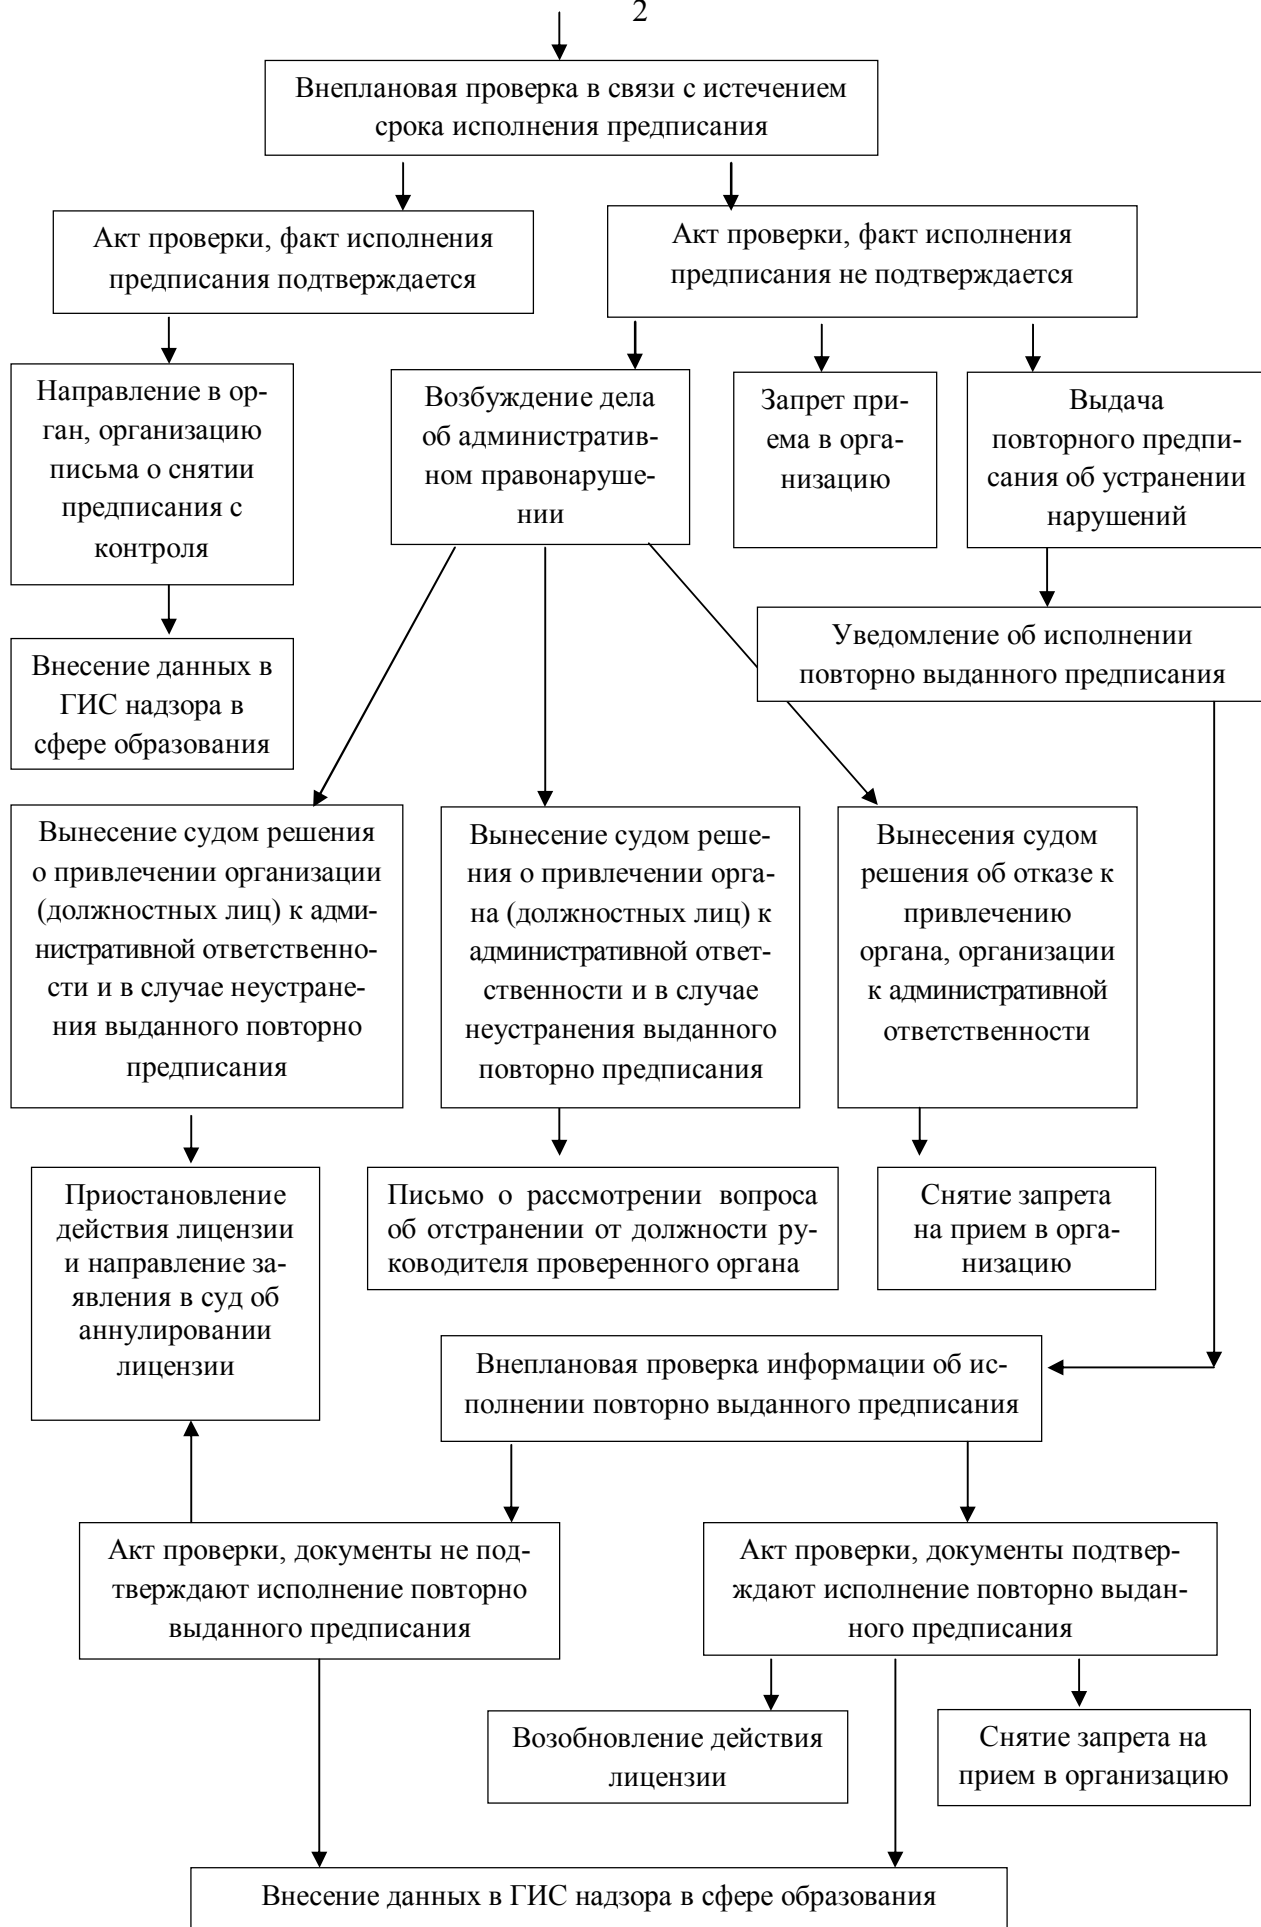 2
Внеплановая проверка в связи с истечением
срока исполнения предписания
Акт проверки, факт исполнения
предписания подтверждается
Акт проверки, факт исполнения
предписания не подтверждается
Направление в ор-
ган, организацию
письма о снятии
предписания с
контроля
Возбуждение дела
об административ-
ном правонаруше-
нии
Запрет при-
ема в орга-
низацию
Выдача
повторного предпи-
сания об устранении
нарушений
Уведомление об исполнении
повторно выданного предписания
Внесение данных в
ГИС надзора в
сфере образования
Вынесение судом решения
о привлечении организации
(должностных лиц) к адми-
нистративной ответственно-
сти и в случае неустране-
ния выданного повторно
предписания
Вынесение судом реше-
ния о привлечении орга-
на (должностных лиц) к
административной ответ-
ственности и в случае
неустранения выданного
повторно предписания
Вынесения судом
решения об отказе к
привлечению
органа, организации
к административной
ответственности
Приостановление
действия лицензии
и направление за-
явления в суд об
аннулировании
лицензии
Письмо о рассмотрении вопроса
об отстранении от должности ру-
ководителя проверенного органа
Снятие запрета
на прием в орга-
низацию
Внеплановая проверка информации об ис-
полнении повторно выданного предписания
Акт проверки, документы не под-
тверждают исполнение повторно
выданного предписания
Акт проверки, документы подтвер-
ждают исполнение повторно выдан-
ного предписания
Возобновление действия
лицензии
Снятие запрета на
прием в организацию
Внесение данных в ГИС надзора в сфере образования